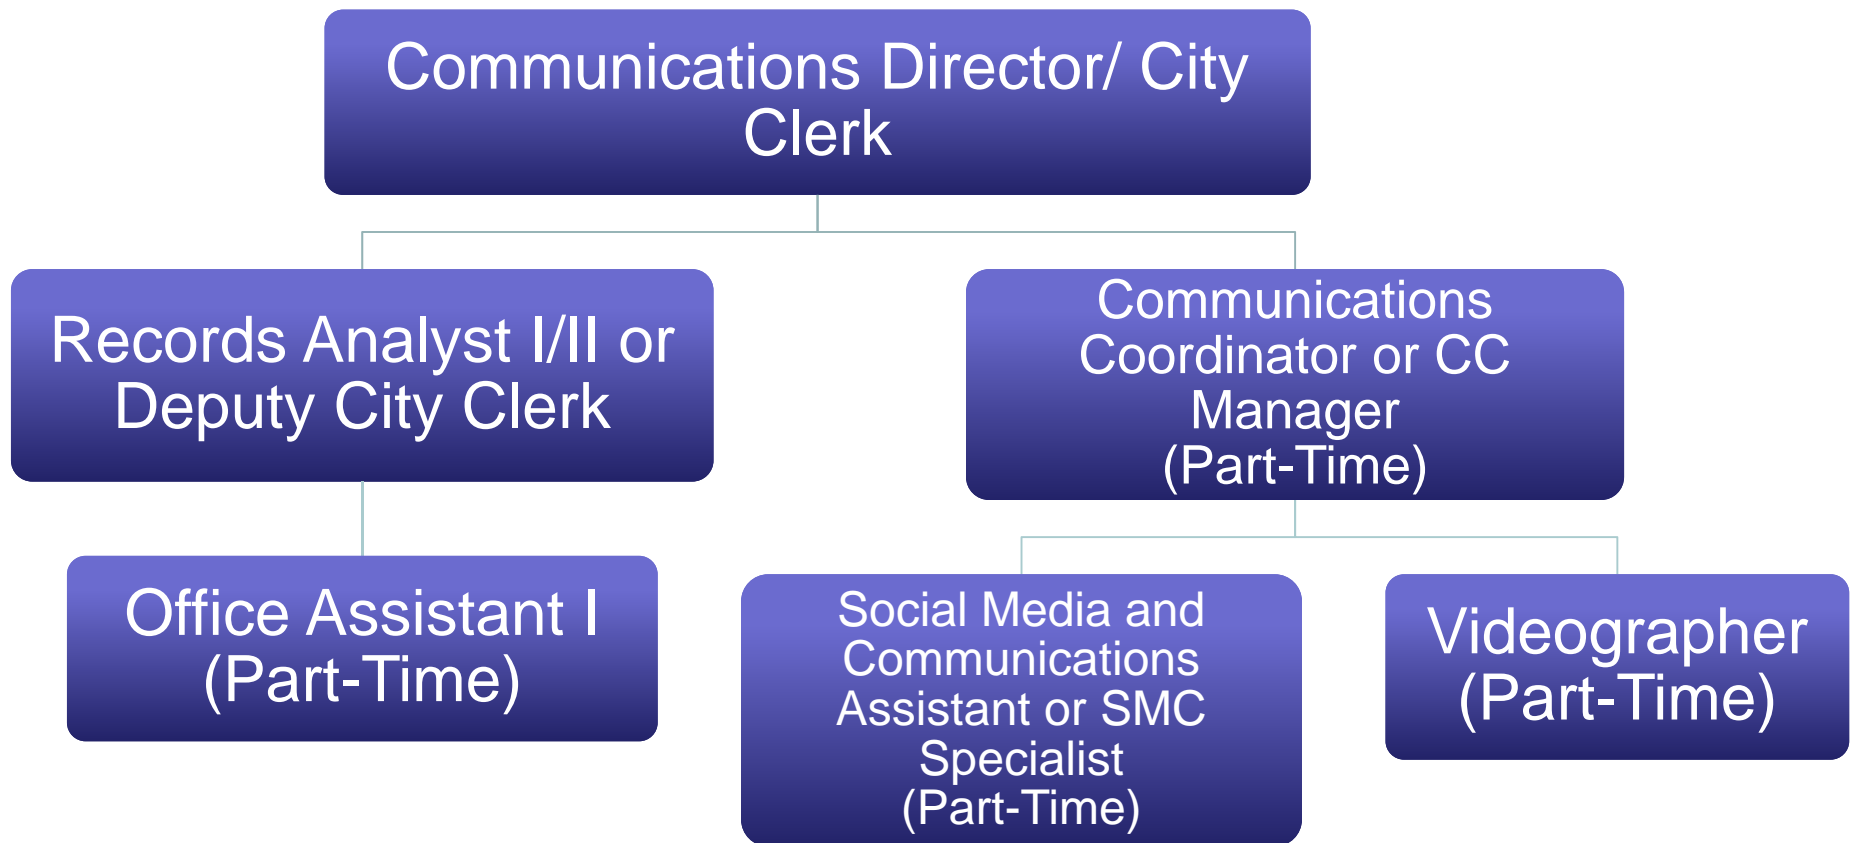 Communications Director/ City
Clerk
Records Analyst I/II or
Deputy City Clerk
Communications
Coordinator or CC
Manager
(Part-Time)
Office Assistant I
(Part-Time)
Social Media and
Communications
Assistant or SMC
Specialist
(Part-Time)
Videographer
(Part-Time)